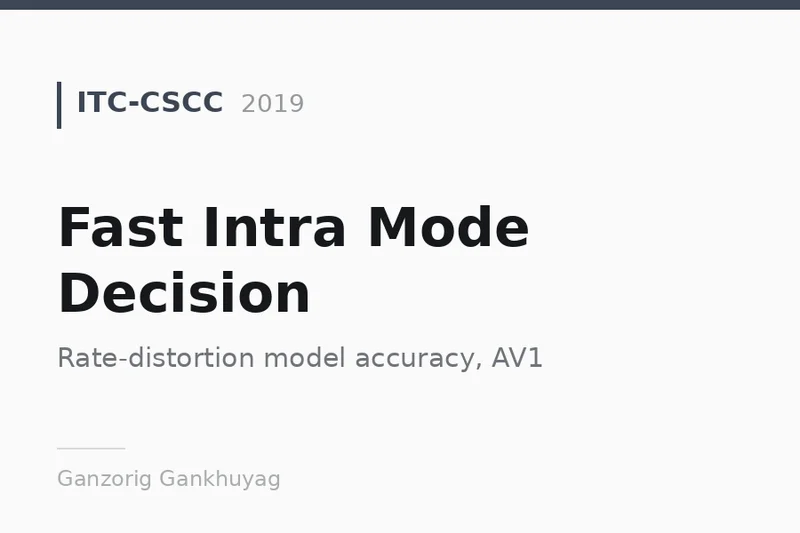 ITC-CSCC 2019
Fast Intra Mode
Decision
Rate-distortion model accuracy, AV1
Ganzorig Gankhuyag